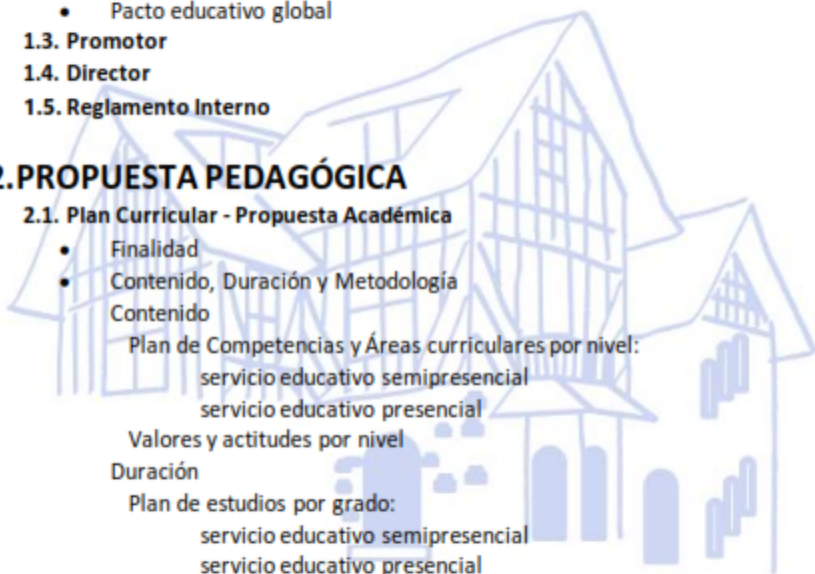 • Pacto educativo global
1.3. Promotor
1.4. Director
1.5. Reglamento Interno
2.PROPUESTA PEDAGÓGICA
2.1. Plan Curricular - Propuesta Académica
• Finalidad
• Contenido, Duración y Metodología
Contenido
Plan de Competencias y Áreas curriculares por nivel:
servicio educativo semipresencial
servicio educativo presencial
Valores y actitudes por nivel
Duración
Plan de estudios por grado:
servicio educativo semipresencial
servicio educativo presencial